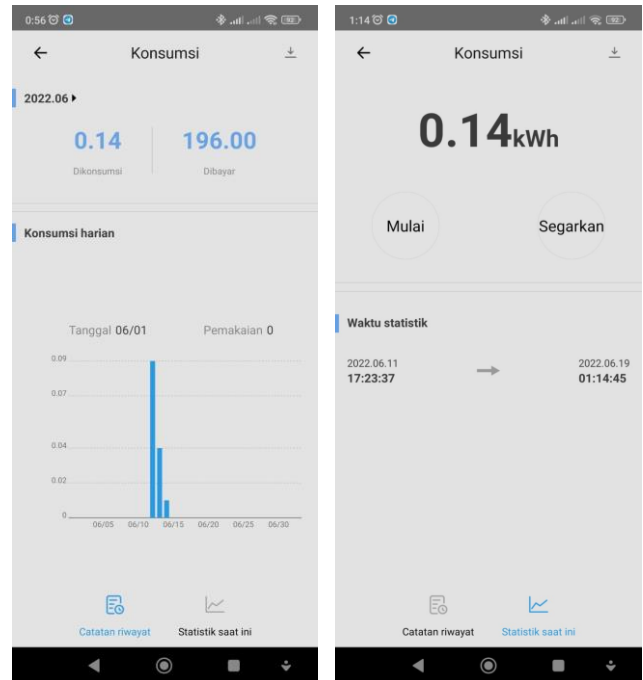 0:56
92
Konsumsi
2022.06
0.14 196.00
Dikonsumsi Dibayar
Konsumsi harian
Tanggal 06/01 Pemakaian 0
0.09
0.07
0.04
0.02
0
06/05 06/10 06/15 06/20 06/25 06/30
Catatan riwayat Statistik saat ini
1:14
92
Konsumsi
0.14kWh
Mulai Segarkan
Waktu statistik
2022.06.11 2022.06.19
17:23:37 01:14:45
Catatan riwayat Statistik saat ini